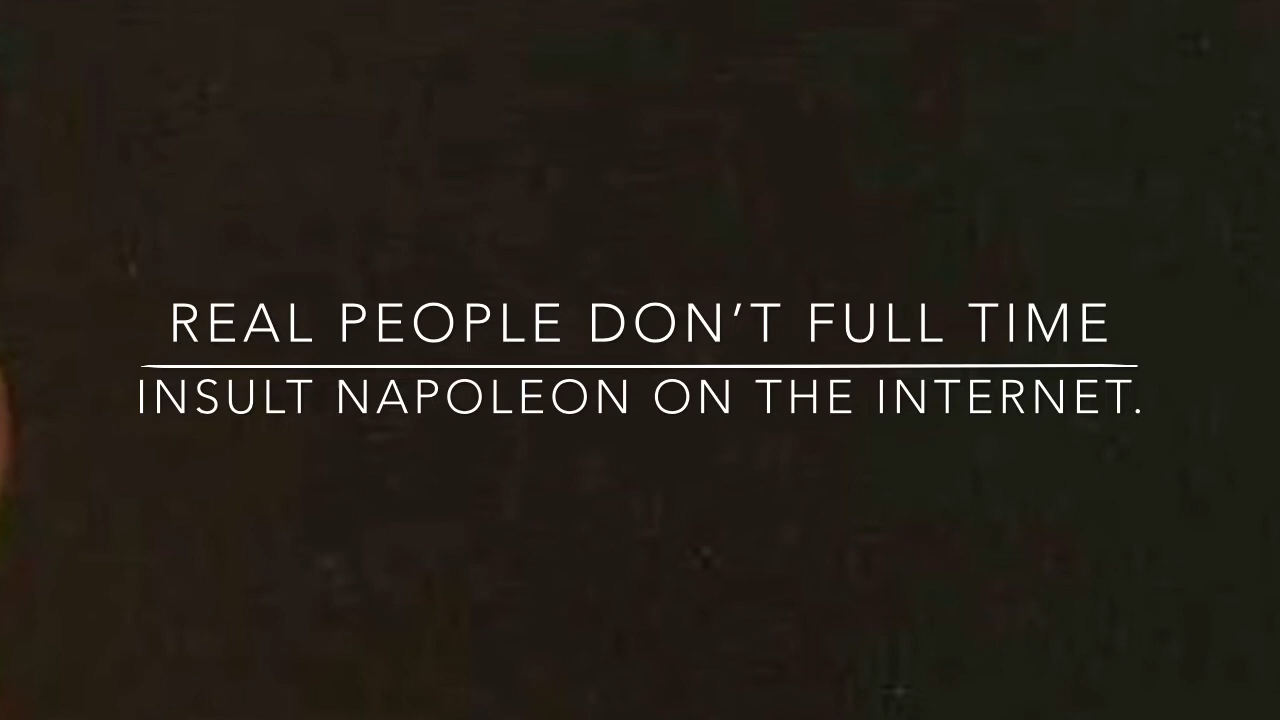 REAL PEOPLE DON’T FULL TIME
INSULT NAPOLEON ON THE INTERNET.